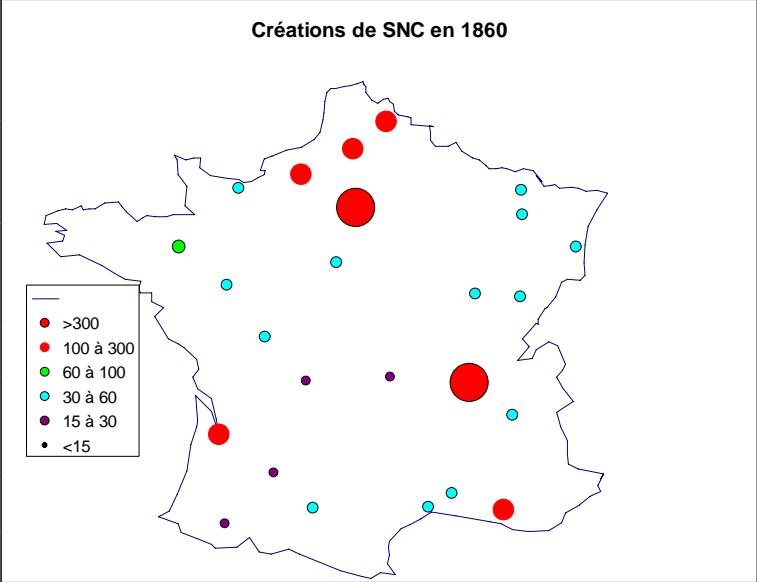 Créations de SNC en 1860
>300
100 à 300
60 à 100
30 à 60
15 à 30
<15